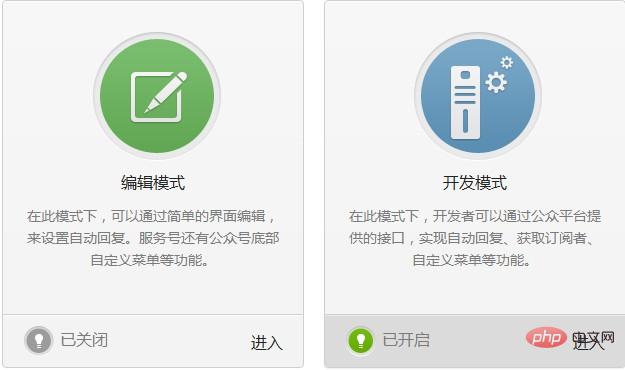 编辑模式
在此模式下，可以通过简单的界面编辑，
来设置自动回复。服务号还有公众号底部
自定义菜单等功能。
已关闭
进入
开发模式
在此模式下，开发者可以通过公众平台提
供的接口，实现自动回复、获取订阅者、
自定义菜单等功能。
已开启
进入
php 中文网